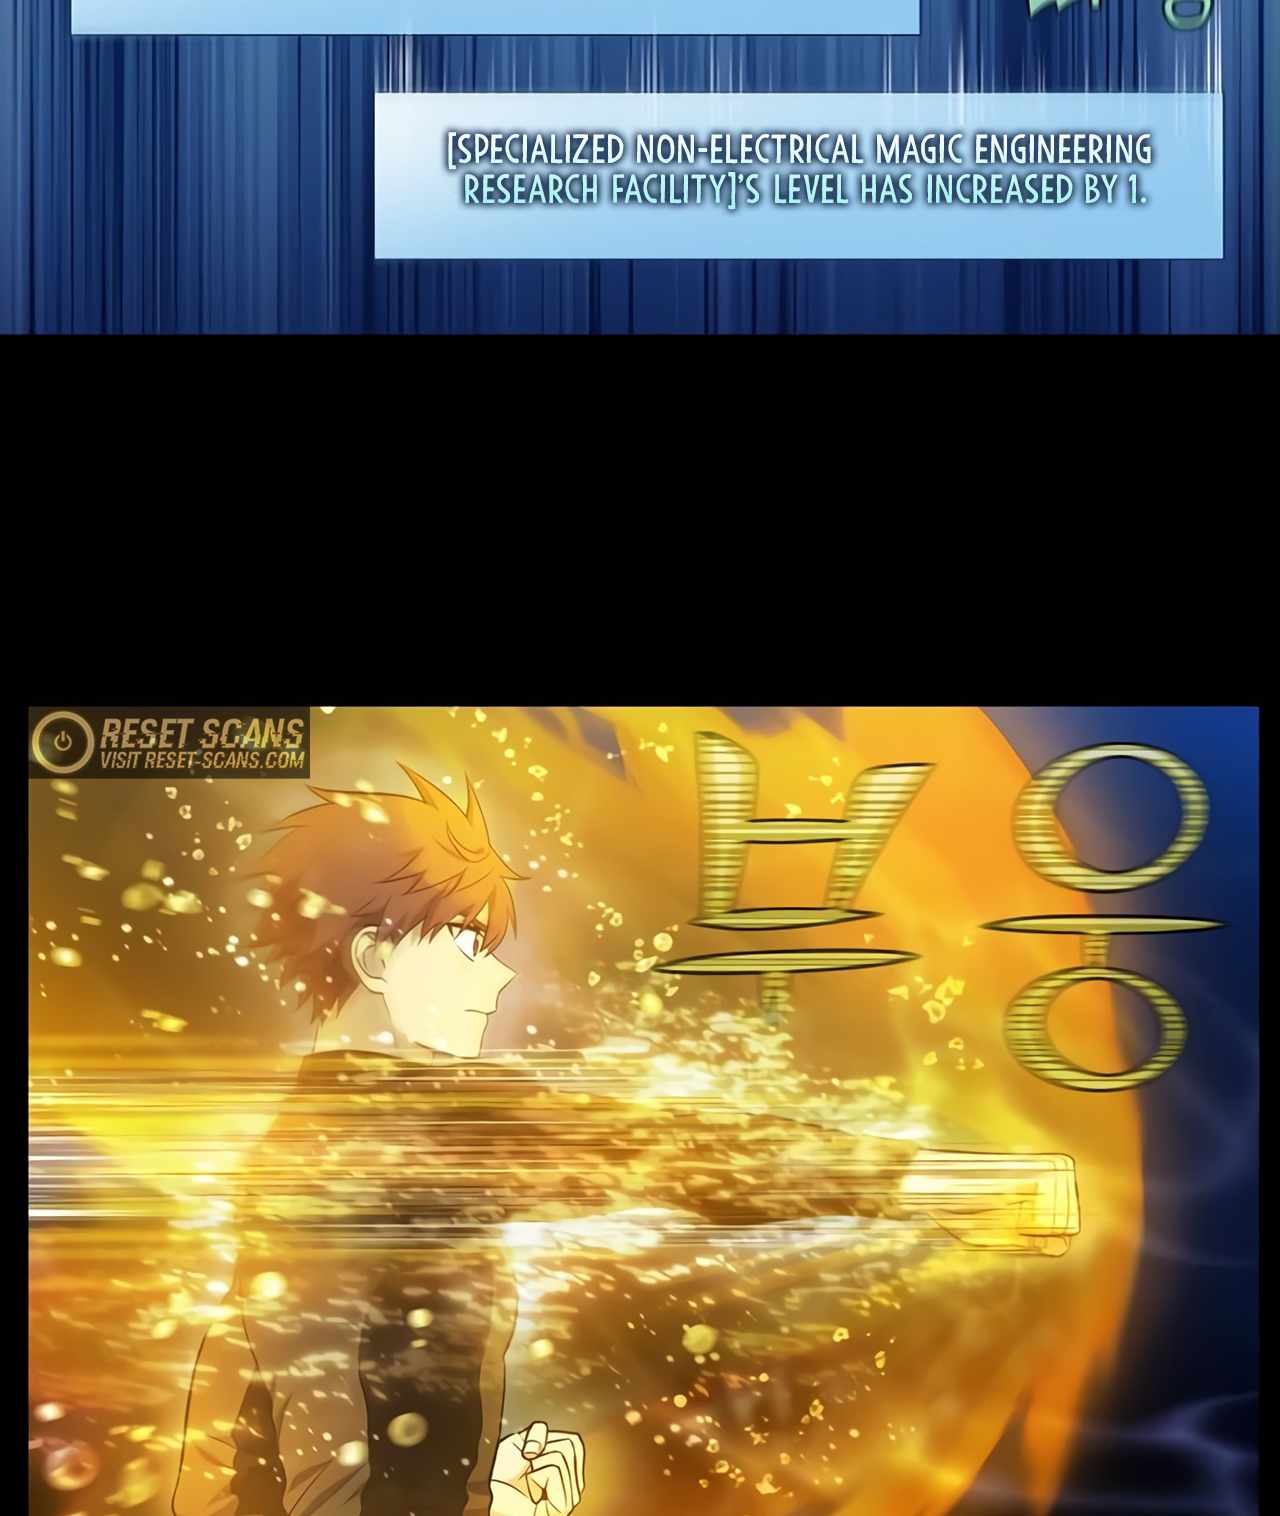 [SPECIALIZED NON-ELECTRICAL MAGIC ENGINEERING
RESEARCH FACILITY]'S LEVEL HAS INCREASED BY 1.
RESET SCANS
VISIT RESET-SCANS.COM
부웅